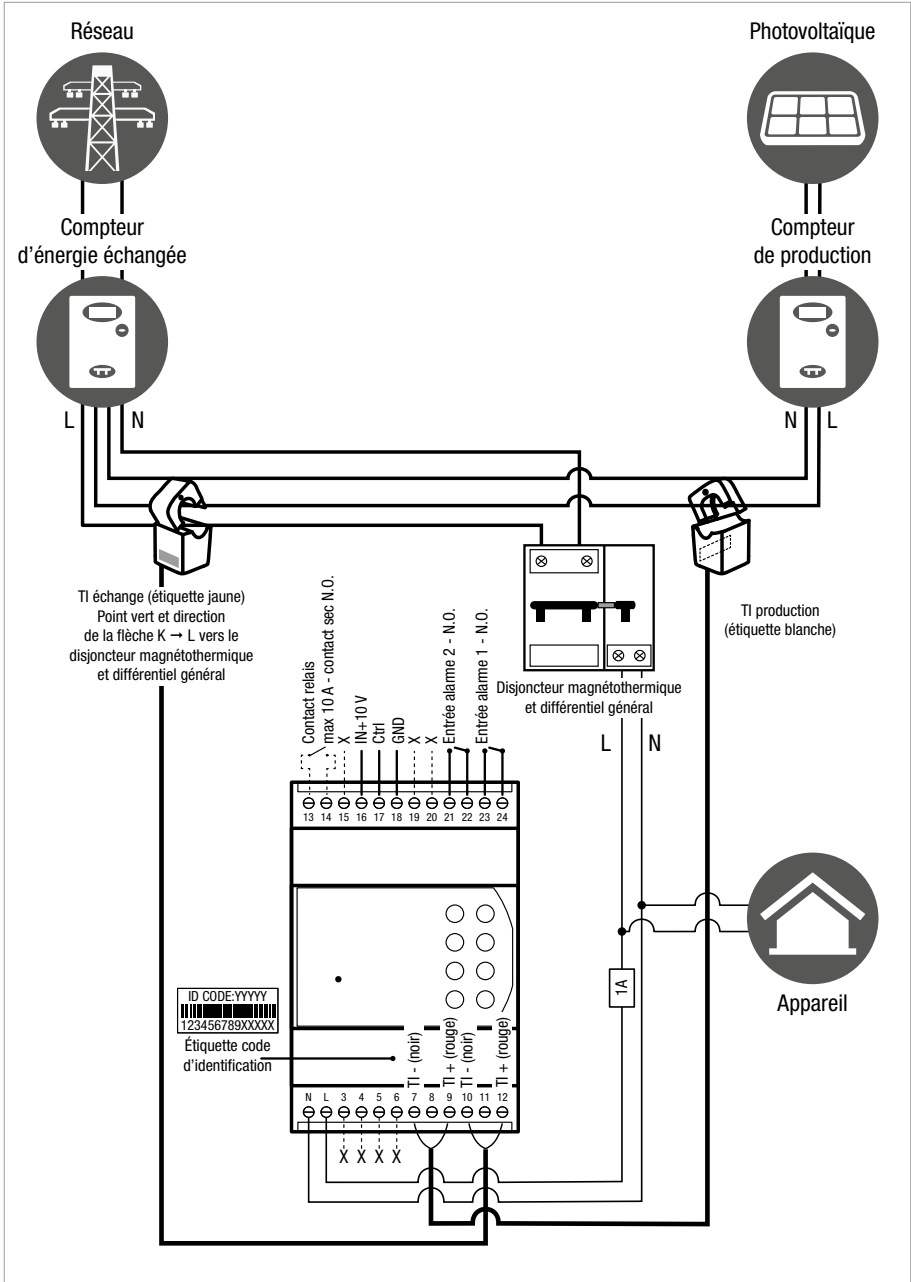 Réseau
Photovoltaïque
Compteur
d'énergie échangée
Compteur
de production
L
N
N
L
TI échange (étiquette jaune)
Point vert et direction
de la flèche K → L vers le
disjoncteur magnétothermique
et différentiel général
TI production
(étiquette blanche)
Disjoncteur magnétothermique
et différentiel général
L
N
Contact relais
max 10 A - contact sec N.O.
X
IN+10 V
Ctrl
GND
X
X
Entrée alarme 2 - N.O.
Entrée alarme 1 - N.O.
13 14 15 16 17 18 19 20 21 22 23 24
1A
Appareil
ID CODE:YYYYY
123456789XXXXX
Étiquette code
d'identification
TI - (noir)
TI + (rouge)
TI - (noir)
TI + (rouge)
N L 3 4 5 6 7 8 9 10 11 12
X X X X